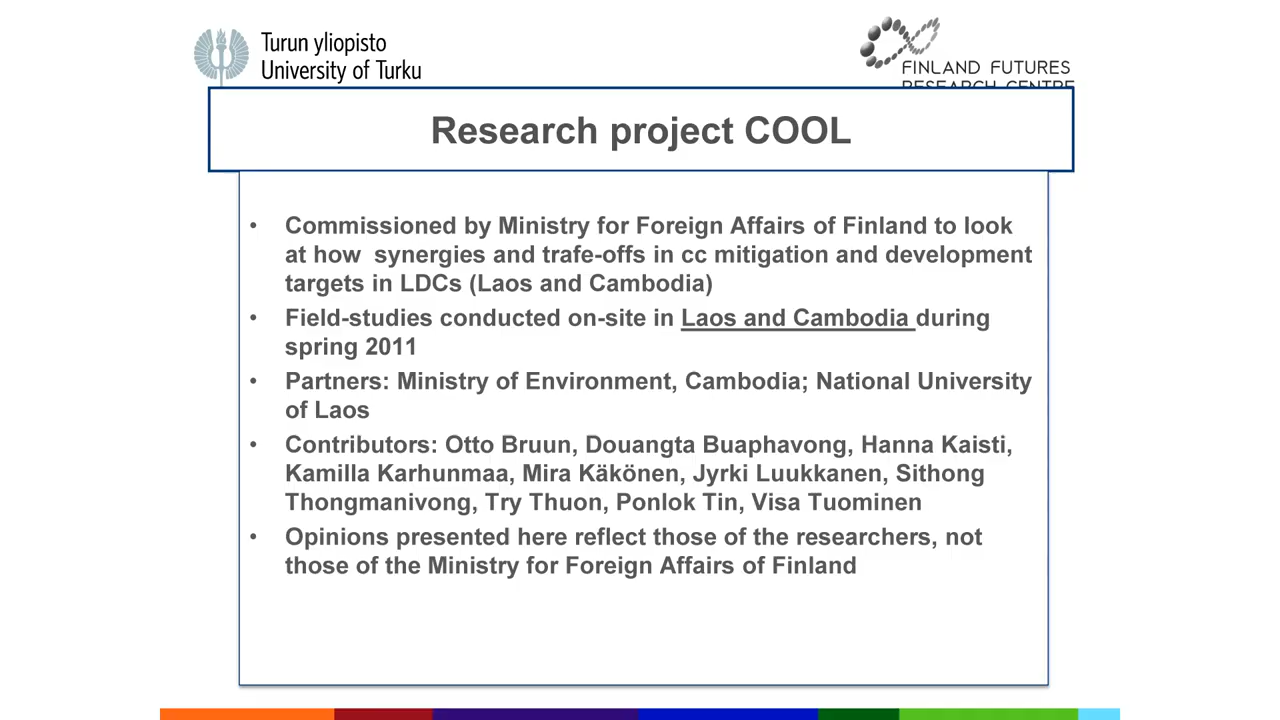 Turun yliopisto
University of Turku
FINLAND FUTURES
RESEARCH CENTRE
Research project COOL
• Commissioned by Ministry for Foreign Affairs of Finland to look
at how synergies and trafe-offs in cc mitigation and development
targets in LDCs (Laos and Cambodia)
• Field-studies conducted on-site in Laos and Cambodia during
spring 2011
• Partners: Ministry of Environment, Cambodia; National University
of Laos
• Contributors: Otto Bruun, Douangta Buaphavong, Hanna Kaisti,
Kamilla Karhunmaa, Mira Käkönen, Jyrki Luukkanen, Sithong
Thongmanivong, Try Thuon, Ponlok Tin, Visa Tuominen
• Opinions presented here reflect those of the researchers, not
those of the Ministry for Foreign Affairs of Finland